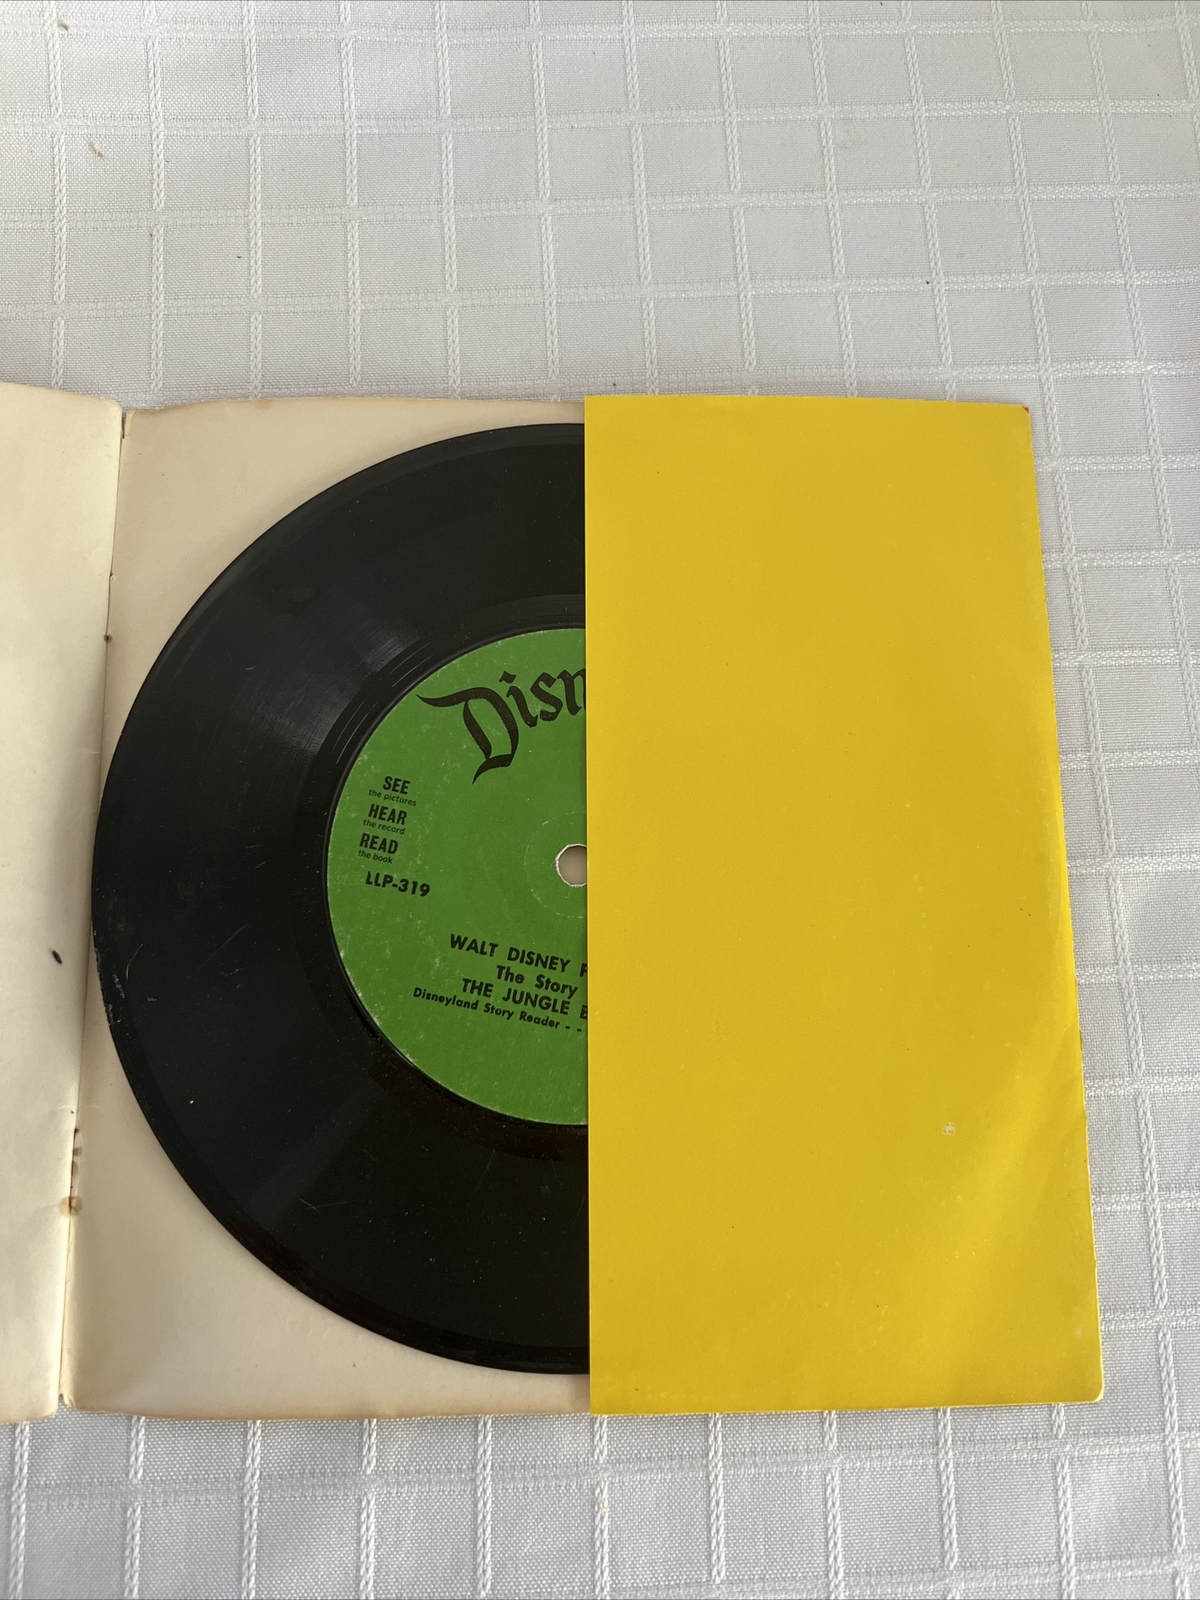 Disn
SEE
the pictures
HEAR
the record
READ
the book
LLP-319
WALT DISNEY P
The Story
THE JUNGLE B
Disneyland Story Reader - -